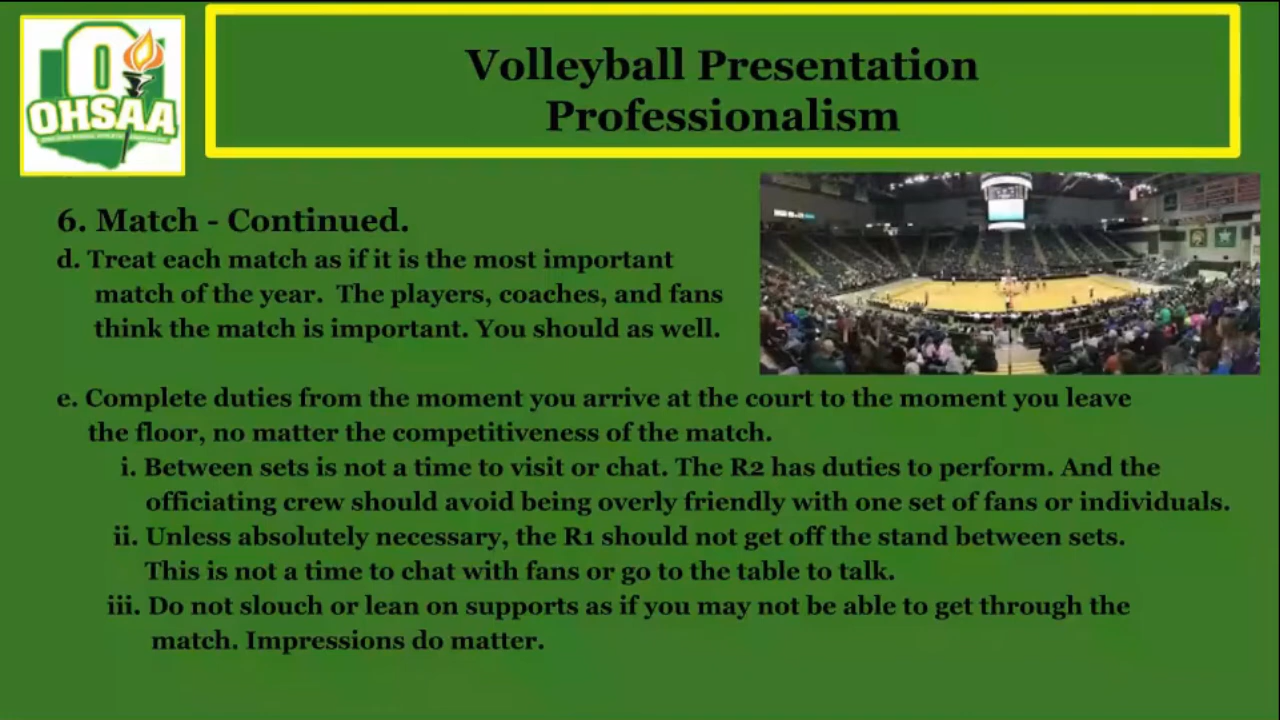 OHSAA
Volleyball Presentation
Professionalism
6. Match - Continued.
d. Treat each match as if it is the most important
match of the year. The players, coaches, and fans
think the match is important. You should as well.
e. Complete duties from the moment you arrive at the court to the moment you leave
the floor, no matter the competitiveness of the match.
i. Between sets is not a time to visit or chat. The R2 has duties to perform. And the
officiating crew should avoid being overly friendly with one set of fans or individuals.
ii. Unless absolutely necessary, the R1 should not get off the stand between sets.
This is not a time to chat with fans or go to the table to talk.
iii. Do not slouch or lean on supports as if you may not be able to get through the
match. Impressions do matter.